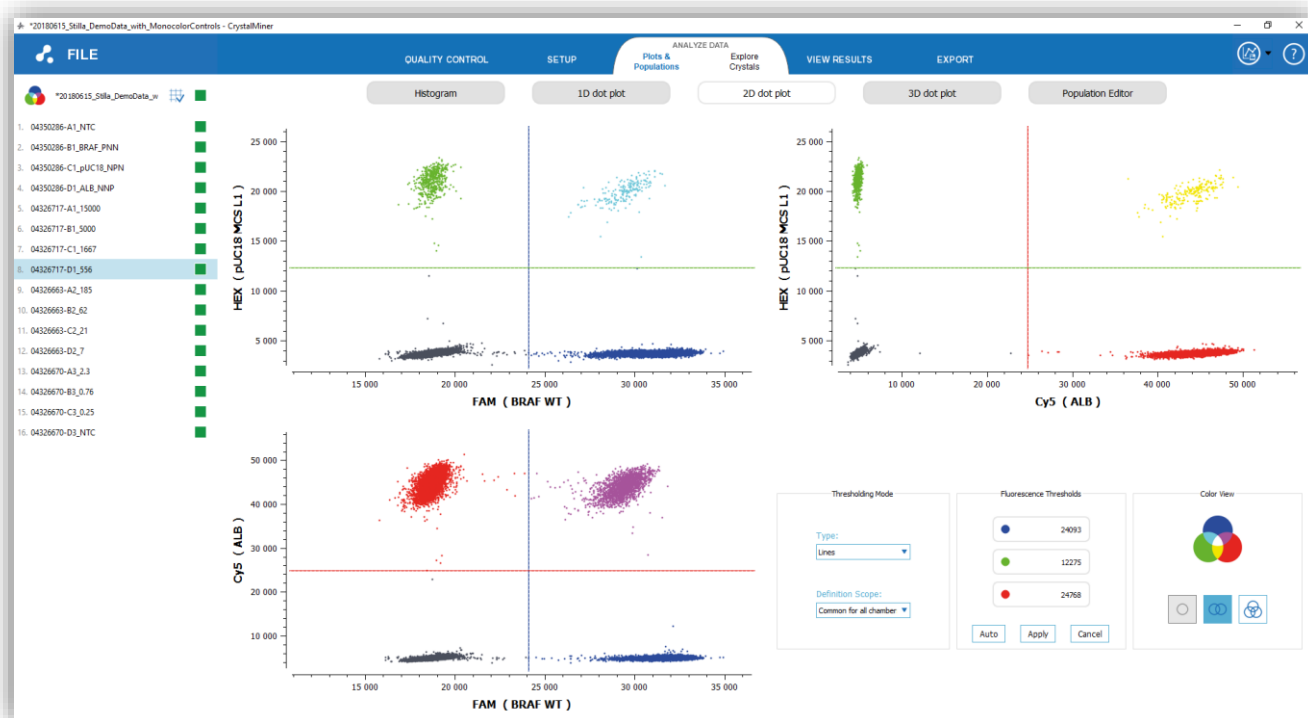 *20180615_Stilla_DemoData_with_MonocolorControls - CrystalMiner
FILE
QUALITY CONTROL
SETUP
ANALYZE DATA
Plots &
Populations
Explore
Crystals
VIEW RESULTS
EXPORT
?
*20180615_Stilla_DemoData_w
Histogram
1D dot plot
2D dot plot
3D dot plot
Population Editor
1. 04350286-A1_NTC
2. 04350286-B1_BRAF_PNN
3. 04350286-C1_pUC18_NPN
4. 04350286-D1_ALB_NNP
5. 04326717-A1_15000
6. 04326717-B1_5000
7. 04326717-C1_1667
8. 04326717-D1_556
9. 04326663-A2_185
10. 04326663-B2_62
11. 04326663-C2_21
12. 04326663-D2_7
13. 04326670-A3_2.3
14. 04326670-B3_0.76
15. 04326670-C3_0.25
16. 04326670-D3_NTC
HEX ( pUC18 MCS L1 )
25 000
20 000
15 000
10 000
5 000
15 000 20 000 25 000 30 000 35 000
FAM ( BRAF WT )
HEX ( pUC18 MCS L1 )
25 000
20 000
15 000
10 000
5 000
10 000 20 000 30 000 40 000 50 000
Cy5 ( ALB )
Cy5 ( ALB )
50 000
40 000
30 000
20 000
10 000
15 000 20 000 25 000 30 000 35 000
FAM ( BRAF WT )
Thresholding Mode
Type:
Lines
Definition Scope:
Common for all chamber
Fluorescence Thresholds
24093
12275
24768
Auto Apply Cancel
Color View